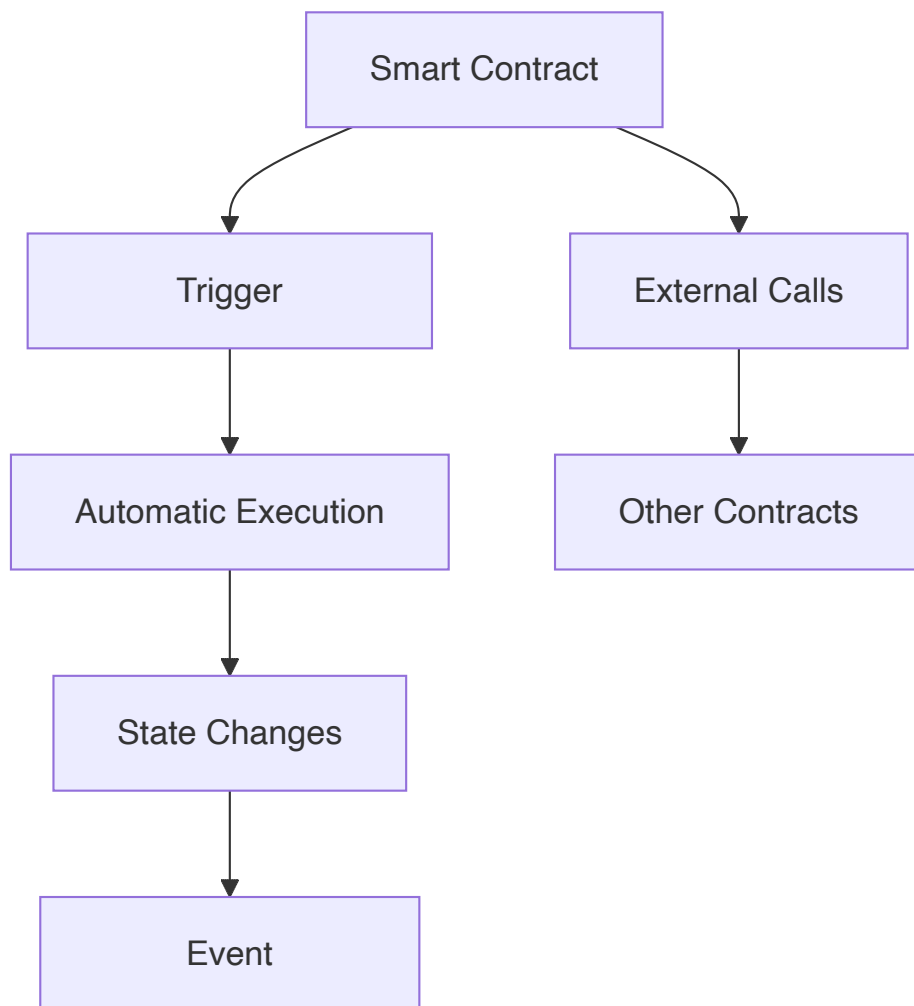 Smart Contract
Trigger
External Calls
Automatic Execution
Other Contracts
State Changes
Event